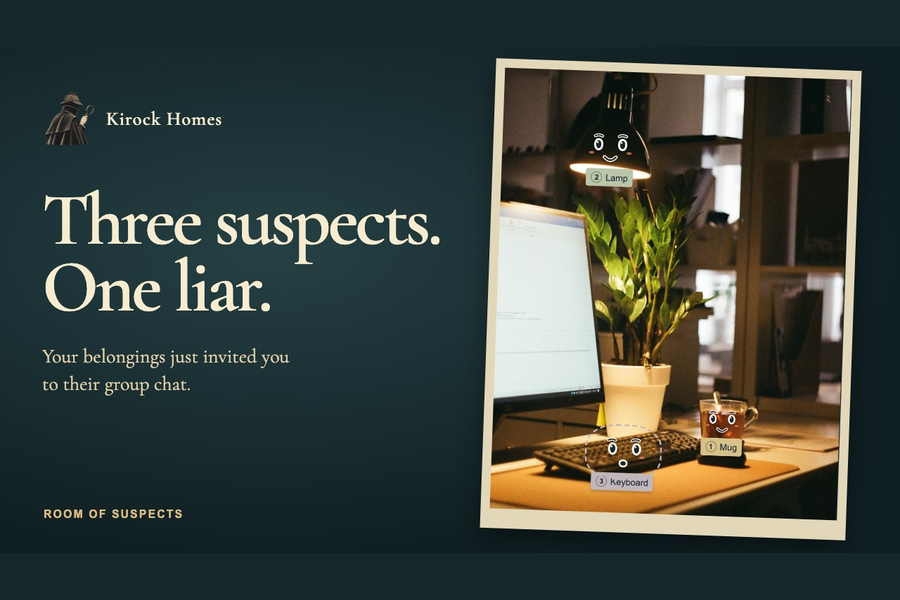 Kirock Homes
Three suspects.
One liar.
Your belongings just invited you
to their group chat.
ROOM OF SUSPECTS
2 Lamp
1 Mug
3 Keyboard